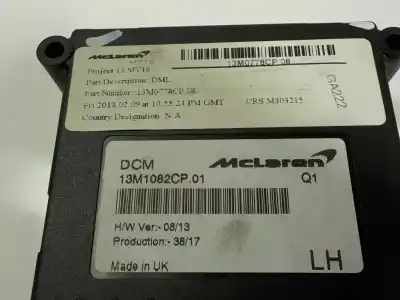 McLaren
MY18
Project 13 MY18
Part Description: DML
Part Number: 13M0778CP.08
Fri 2018.02.09 at 10:55:24 PM GMT CRS M303215
Country Designation: N.A
13M0778CP.08
GA222
DCM McLaren
13M1082CP.01 Q1
H/W Ver:- 08/13
Production:- 38/17
Made in UK LH